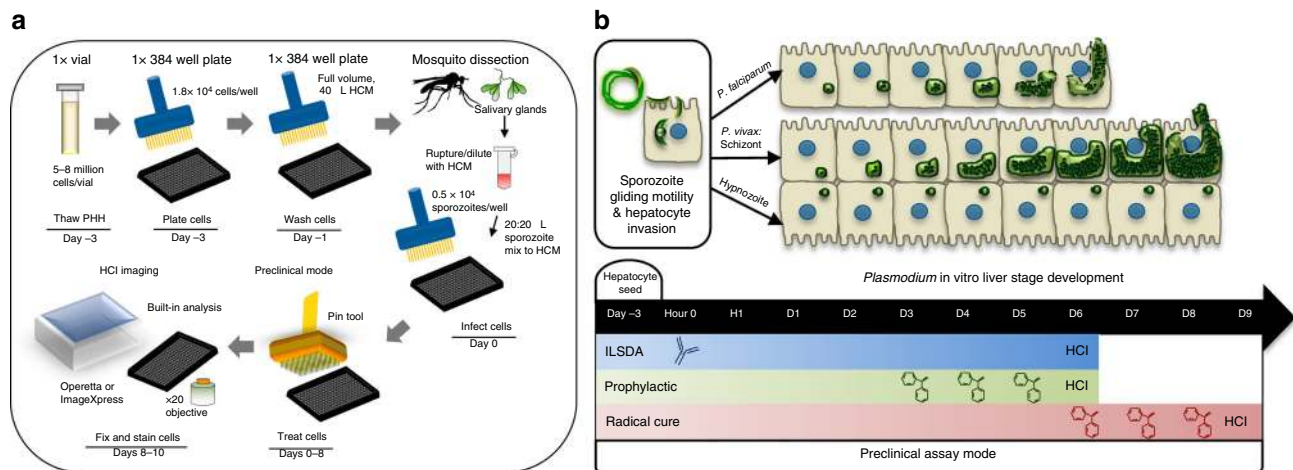 a
1× vial
5–8 million
cells/vial
Thaw PHH
Day –3
1× 384 well plate
1.8× 10⁴ cells/well
Plate cells
Day –3
1× 384 well plate
Full volume,
40 L HCM
Wash cells
Day –1
Mosquito dissection
Salivary glands
Rupture/dilute
with HCM
0.5 × 10⁴
sporozoites/well
20:20 L
sporozoite
mix to HCM
Infect cells
Day 0
Preclinical mode
Pin tool
Treat cells
Days 0–8
HCI imaging
Built-in analysis
Operetta or
ImageXpress
×20
objective
Fix and stain cells
Days 8–10
b
Sporozoite
gliding motility
& hepatocyte
invasion
P. falciparum
P. vivax:
Schizont
Hypnozoite
Hepatocyte
seed
Plasmodium in vitro liver stage development
Day –3 Hour 0 H1 D1 D2 D3 D4 D5 D6 D7 D8 D9
ILSDA HCI
Prophylactic HCI
Radical cure HCI
Preclinical assay mode